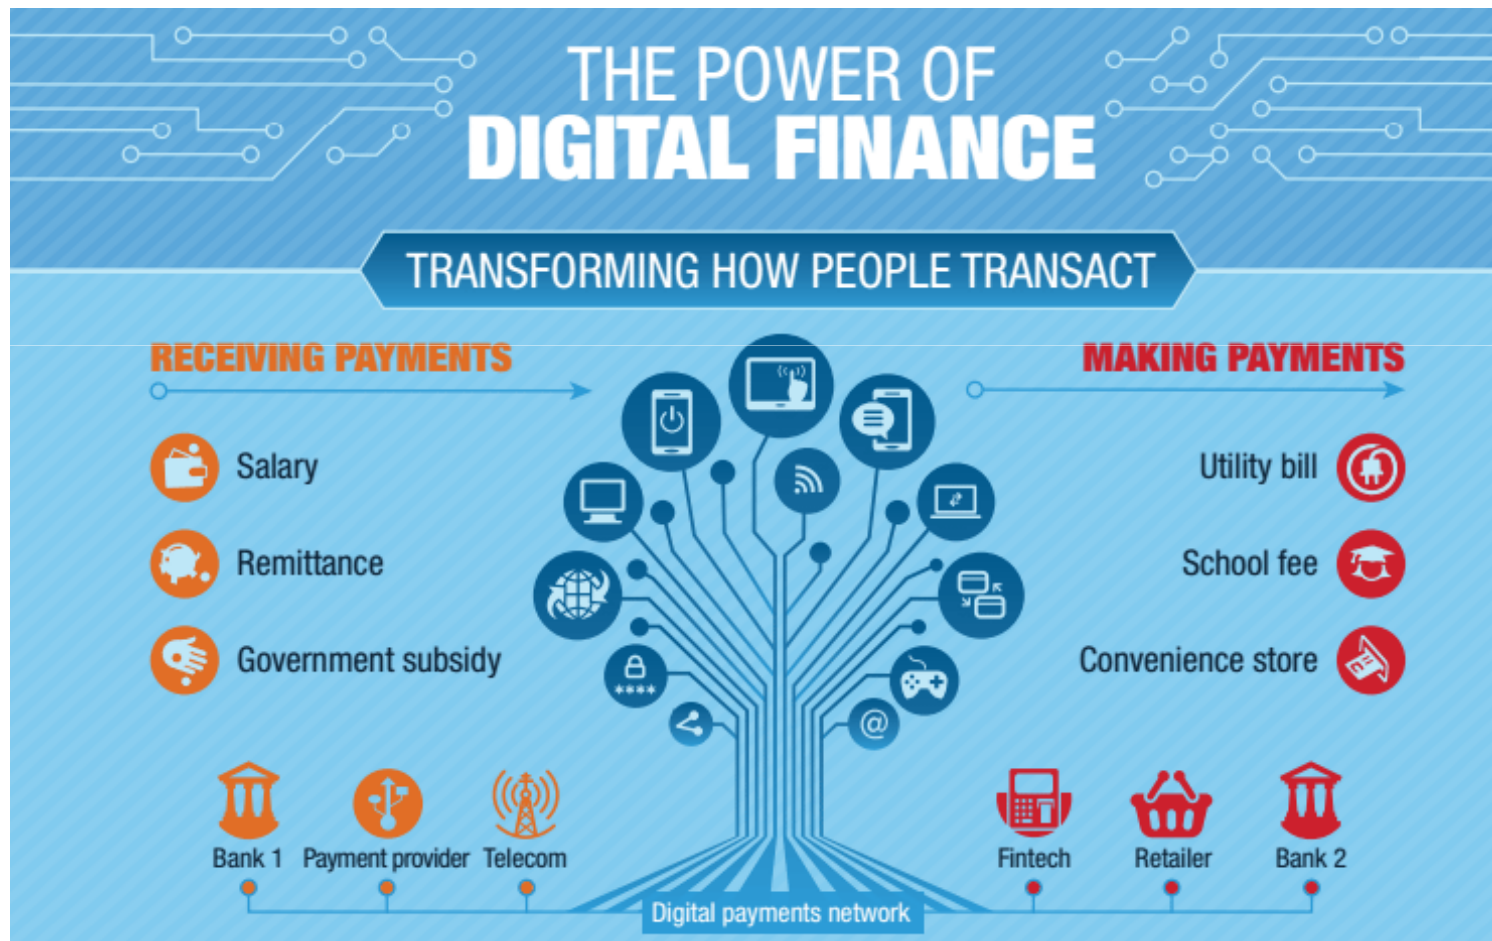 THE POWER OF
DIGITAL FINANCE
TRANSFORMING HOW PEOPLE TRANSACT
RECEIVING PAYMENTS
Salary
Remittance
Government subsidy
MAKING PAYMENTS
Utility bill
School fee
Convenience store
****
@
Bank 1
Payment provider
Telecom
Fintech
Retailer
Bank 2
Digital payments network